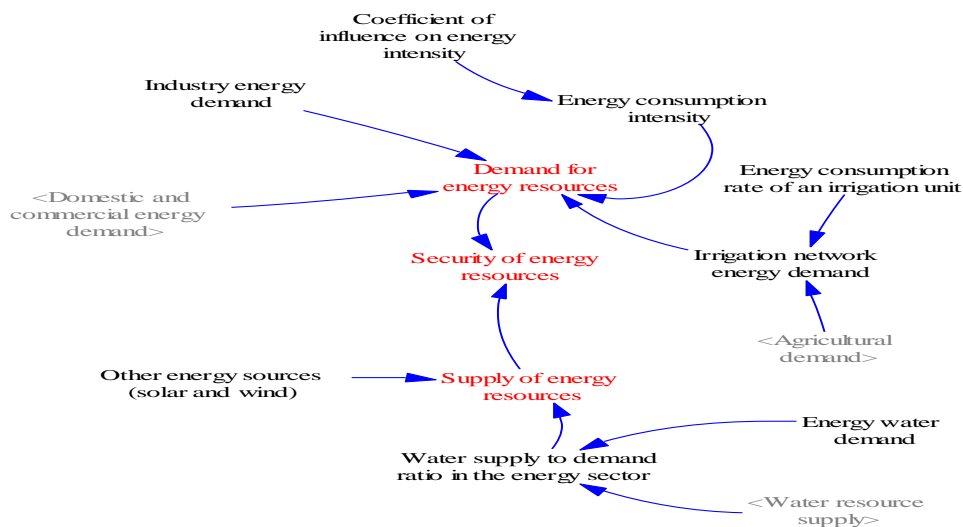 Coefficient of
influence on energy
intensity
Industry energy
demand
Energy consumption
intensity
Demand for
energy resources
Energy consumption
rate of an irrigation unit
<Domestic and
commercial energy
demand>
Security of energy
resources
Irrigation network
energy demand
<Agricultural
demand>
Other energy sources
(solar and wind)
Supply of energy
resources
Energy water
demand
Water supply to demand
ratio in the energy sector
<Water resource
supply>